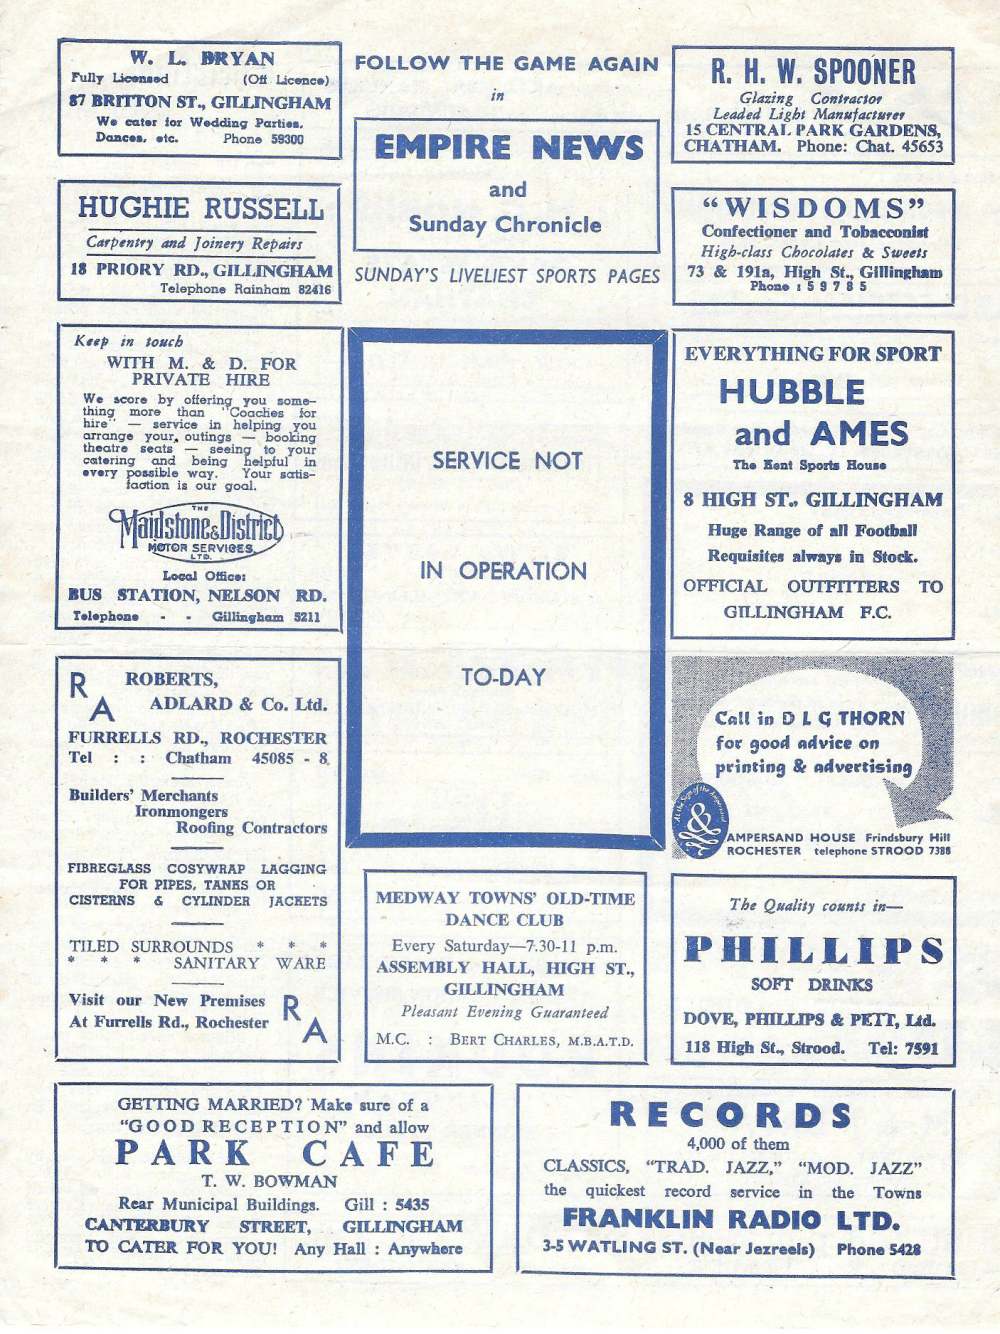 W. L. BRYAN
Fully Licensed (Off Licence)
87 BRITTON ST., GILLINGHAM
We cater for Wedding Parties,
Dances, etc. Phone 59300
HUGHIE RUSSELL
Carpentry and Joinery Repairs
18 PRIORY RD., GILLINGHAM
Telephone Rainham 82416
FOLLOW THE GAME AGAIN
in
EMPIRE NEWS
and
Sunday Chronicle
SUNDAY'S LIVELIEST SPORTS PAGES
R. H. W. SPOONER
Glazing Contractor
Leaded Light Manufacturer
15 CENTRAL PARK GARDENS,
CHATHAM. Phone: Chat. 45653
"WISDOMS"
Confectioner and Tobacconist
High-class Chocolates & Sweets
73 & 191a, High St., Gillingham
Phone : 59785
Keep in touch
WITH M. & D. FOR
PRIVATE HIRE
We score by offering you some-
thing more than "Coaches for
hire" — service in helping you
arrange your, outings — booking
theatre seats — seeing to your
catering and being helpful in
every possible way. Your satis-
faction is our goal.
THE
Maidstone & District
MOTOR SERVICES
LTD.
Local Office:
BUS STATION, NELSON RD.
Telephone - - Gillingham 5211
SERVICE NOT
IN OPERATION
TO-DAY
EVERYTHING FOR SPORT
HUBBLE
and AMES
The Kent Sports House
8 HIGH ST., GILLINGHAM
Huge Range of all Football
Requisites always in Stock.
OFFICIAL OUTFITTERS TO
GILLINGHAM F.C.
R A
ROBERTS,
ADLARD & Co. Ltd.
FURRELLS RD., ROCHESTER
Tel : : Chatham 45085 - 8
Builders' Merchants
Ironmongers
Roofing Contractors
FIBREGLASS COSYWRAP LAGGING
FOR PIPES, TANKS OR
CISTERNS & CYLINDER JACKETS
TILED SURROUNDS * * *
* * * SANITARY WARE
Visit our New Premises
At Furrells Rd., Rochester
R A
Call in D L G THORN
for good advice on
printing & advertising
At the Sign of the Ampersand
&
AMPERSAND HOUSE Frindsbury Hill
ROCHESTER telephone STROOD 7388
MEDWAY TOWNS' OLD-TIME
DANCE CLUB
Every Saturday—7.30-11 p.m.
ASSEMBLY HALL, HIGH ST.,
GILLINGHAM
Pleasant Evening Guaranteed
M.C. : BERT CHARLES, M.B.A.T.D.
The Quality counts in—
PHILLIPS
SOFT DRINKS
DOVE, PHILLIPS & PETT, Ltd.
118 High St., Strood. Tel: 7591
GETTING MARRIED? Make sure of a
"GOOD RECEPTION" and allow
PARK CAFE
T. W. BOWMAN
Rear Municipal Buildings. Gill : 5435
CANTERBURY STREET, GILLINGHAM
TO CATER FOR YOU! Any Hall : Anywhere
RECORDS
4,000 of them
CLASSICS, "TRAD. JAZZ," "MOD. JAZZ"
the quickest record service in the Towns
FRANKLIN RADIO LTD.
3-5 WATLING ST. (Near Jezreels) Phone 5428